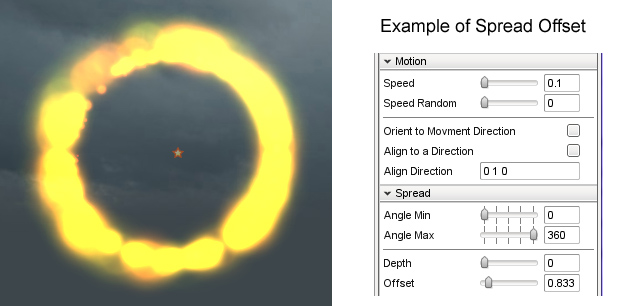 Example of Spread Offset
Motion
Speed 0.1
Speed Random 0
Orient to Movment Direction
Align to a Direction
Align Direction 0 1 0
Spread
Angle Min 0
Angle Max 360
Depth 0
Offset 0.833